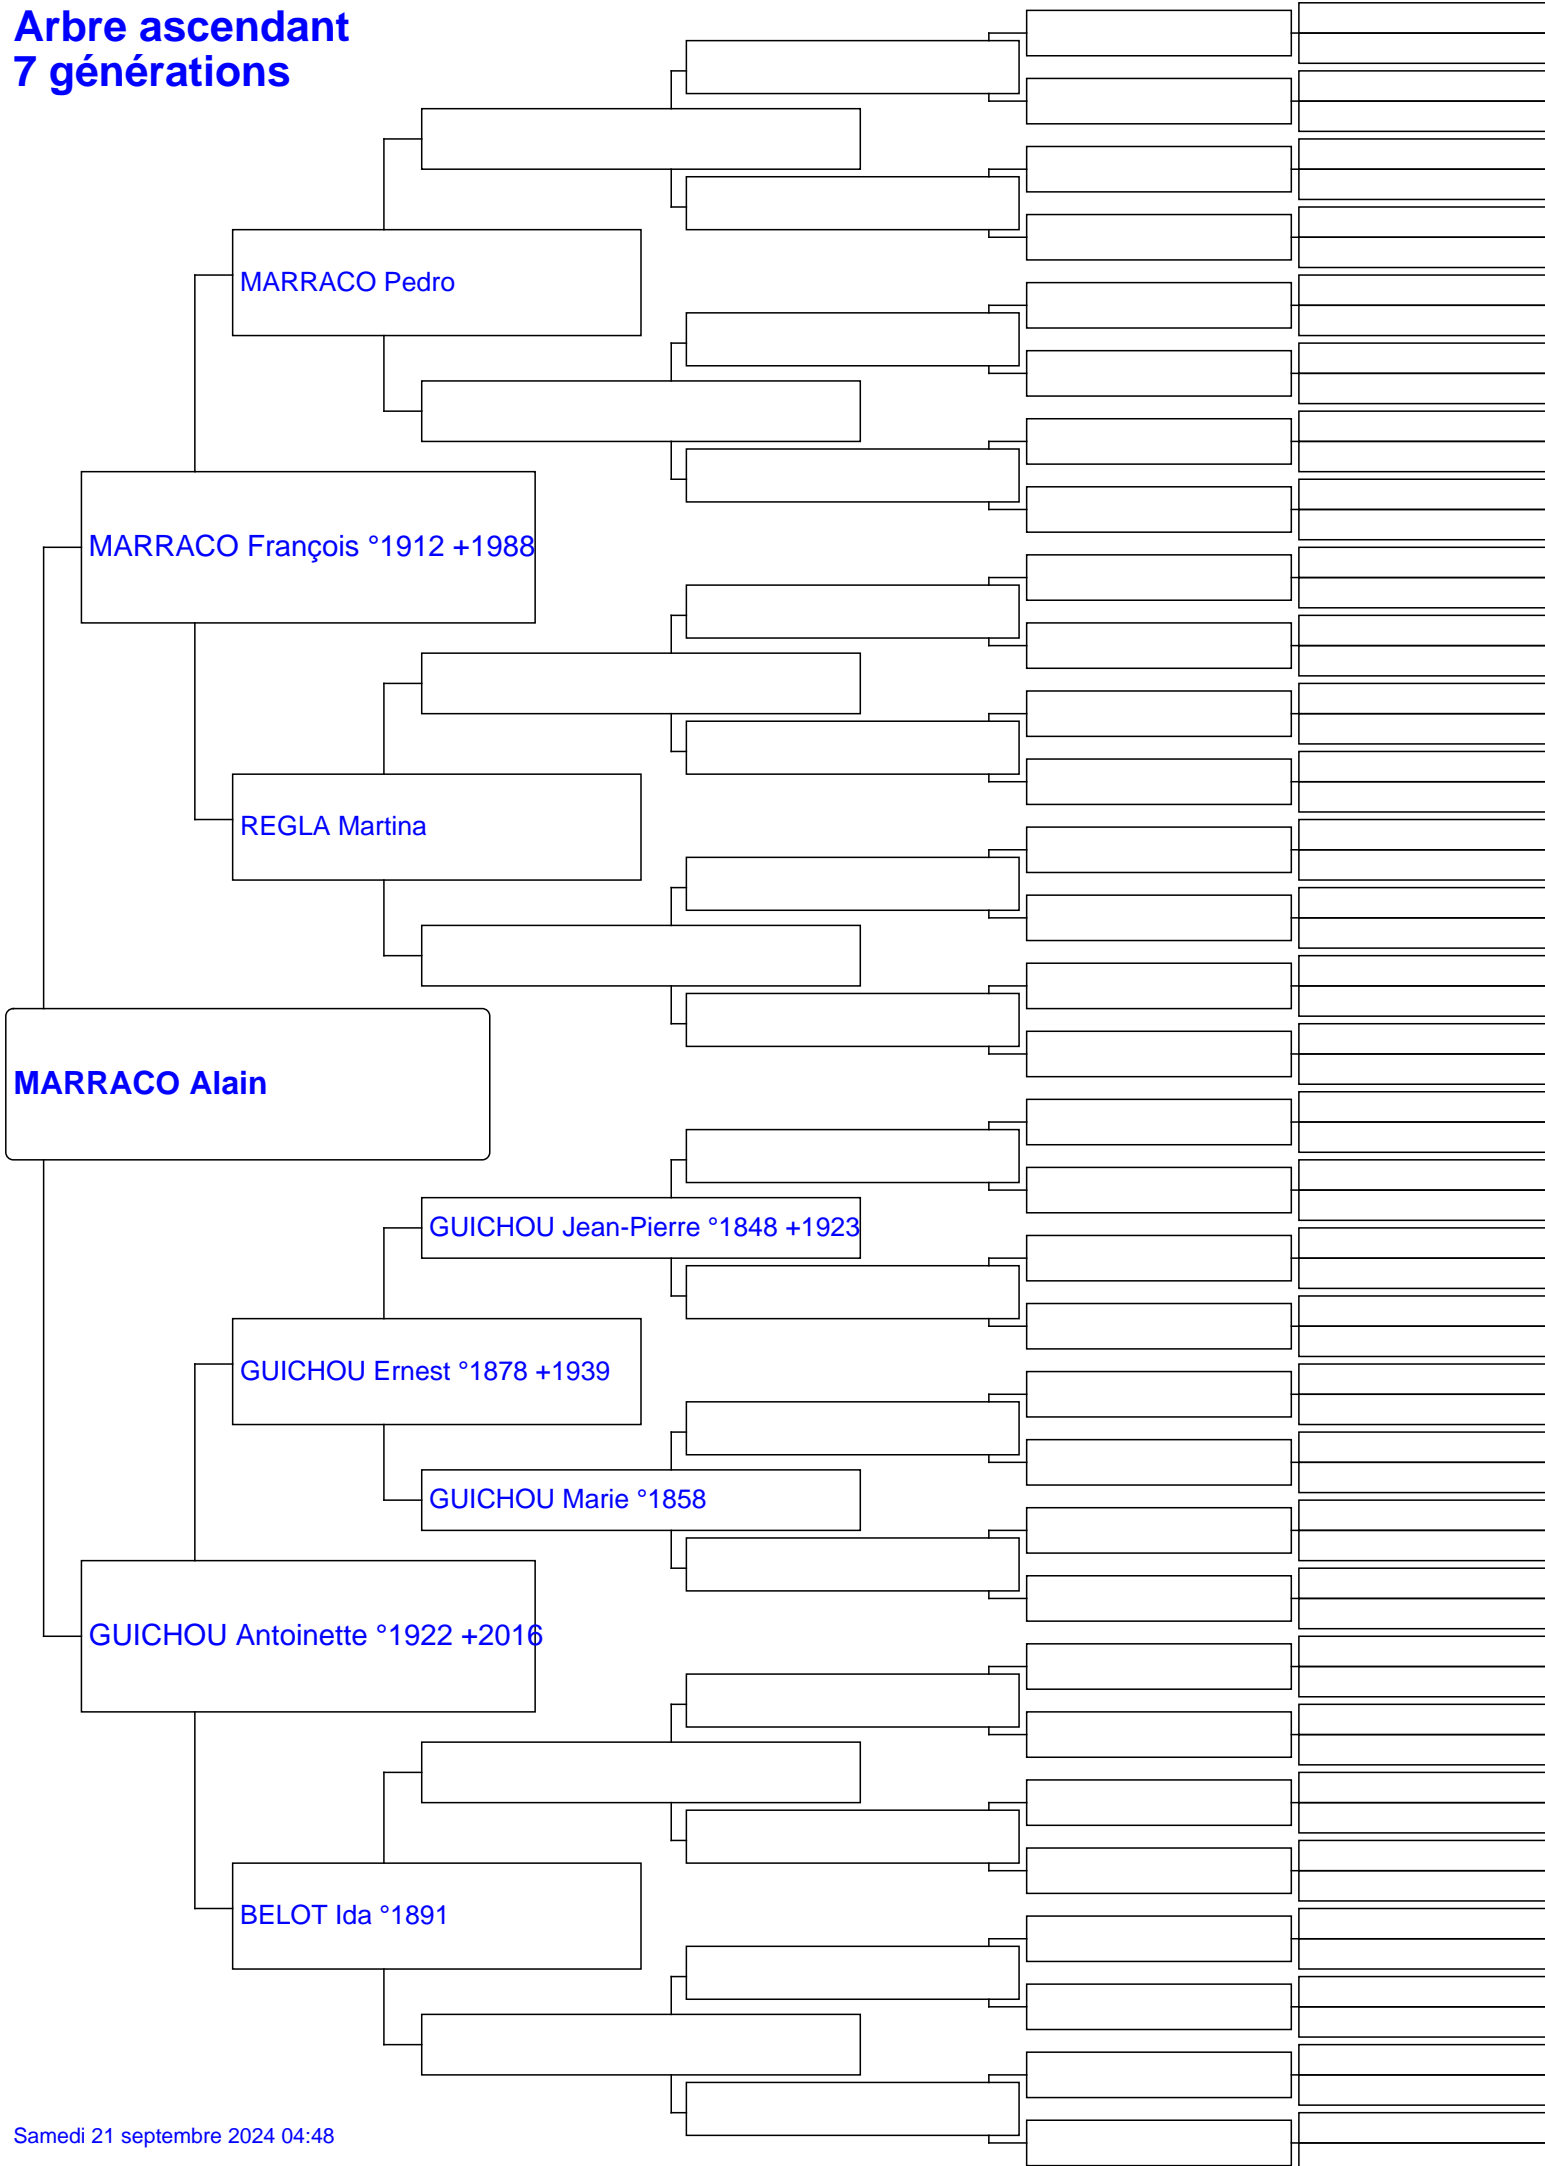 Arbre ascendant
7 générations
MARRACO Pedro
MARRACO François °1912 +1988
REGLA Martina
MARRACO Alain
GUICHOU Jean-Pierre °1848 +1923
GUICHOU Ernest °1878 +1939
GUICHOU Marie °1858
GUICHOU Antoinette °1922 +2016
BELOT Ida °1891
Samedi 21 septembre 2024 04:48